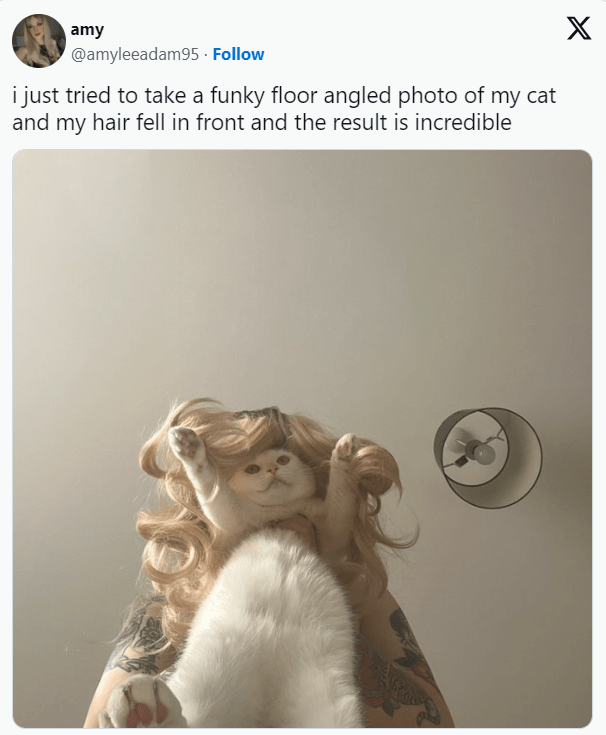 amy
@amyleeadam95 · Follow
i just tried to take a funky floor angled photo of my cat
and my hair fell in front and the result is incredible